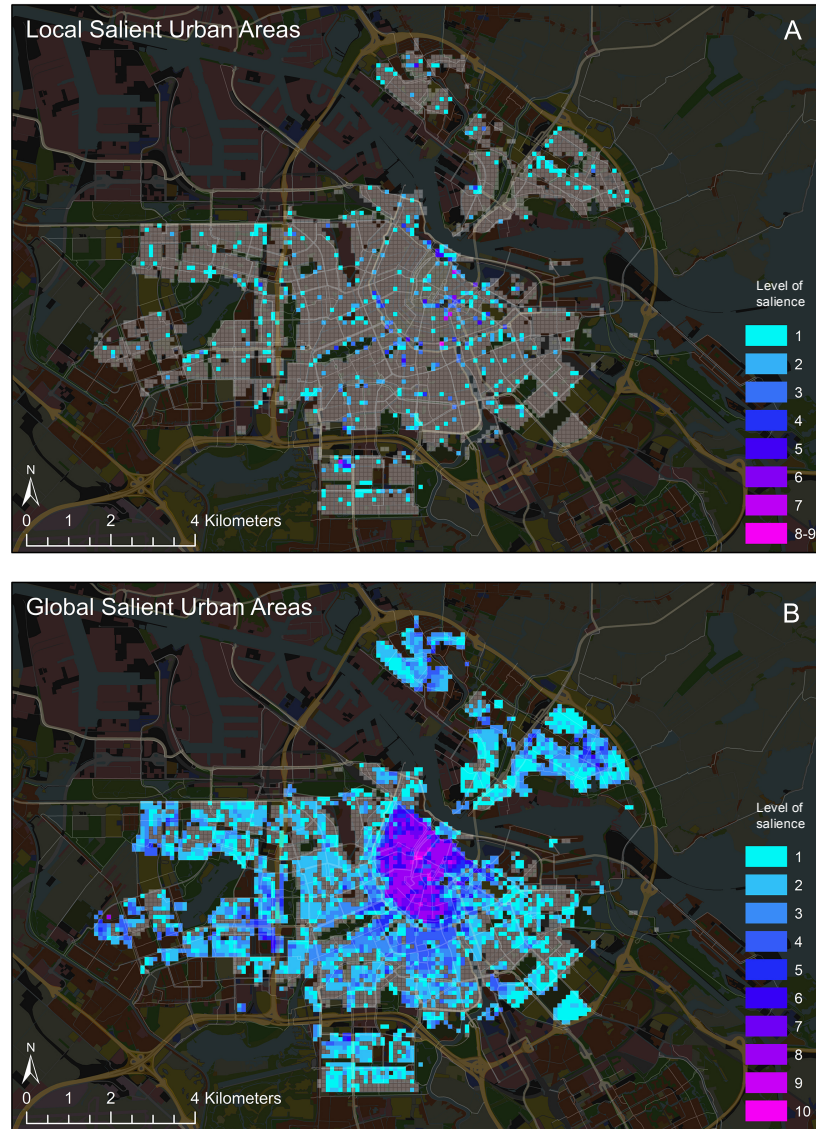 Local Salient Urban Areas
A
Level of
salience
1
2
3
4
5
6
7
8-9
N
0 1 2 4 Kilometers
Global Salient Urban Areas
B
Level of
salience
1
2
3
4
5
6
7
8
9
10
N
0 1 2 4 Kilometers